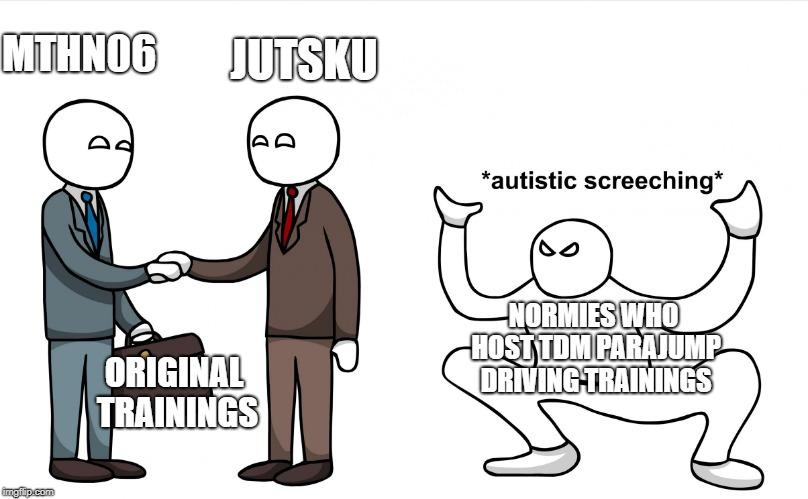 MTHN06
JUTSKU
*autistic screeching*
NORMIES WHO
HOST TDM PARAJUMP
DRIVING TRAININGS
ORIGINAL
TRAININGS
imgflip.com